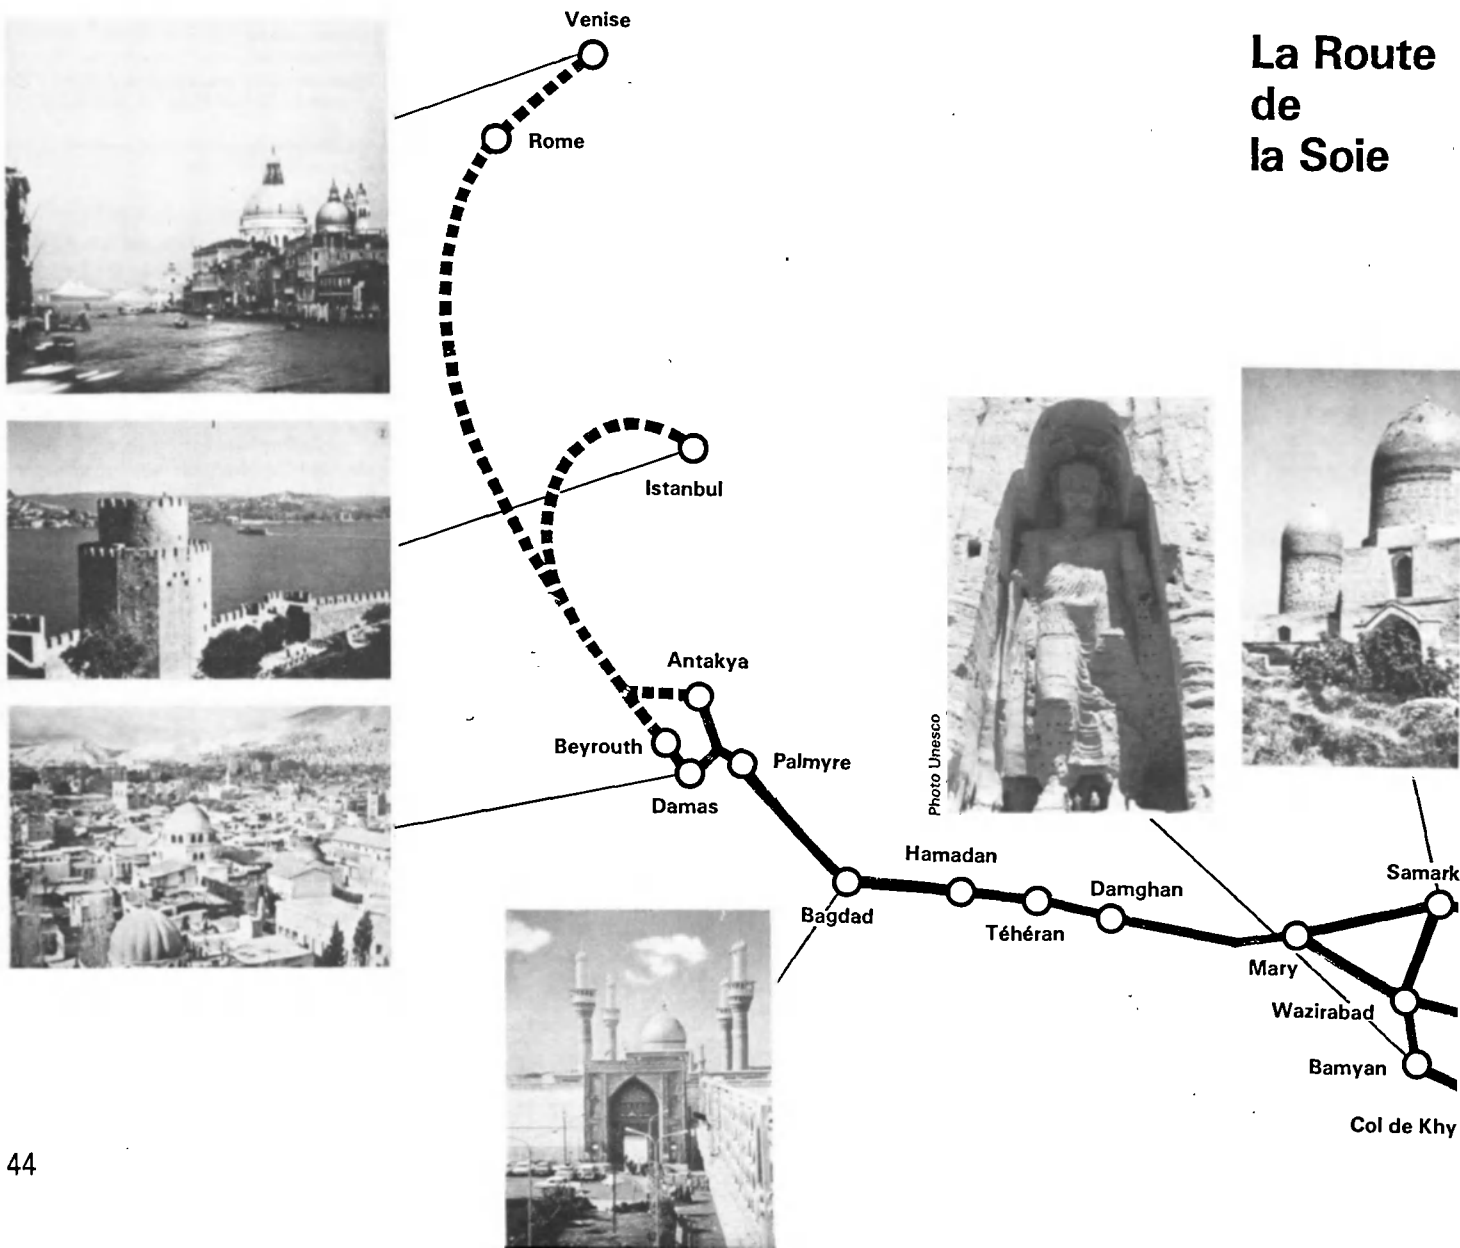 Venise
La Route
de
la Soie
Rome
Istanbul
Antakya
Beyrouth
Palmyre
Damas
Photo Unesco
Hamadan
Damghan
Samark
Bagdad
Téhéran
Mary
Wazirabad
Bamyan
Col de Khy
44